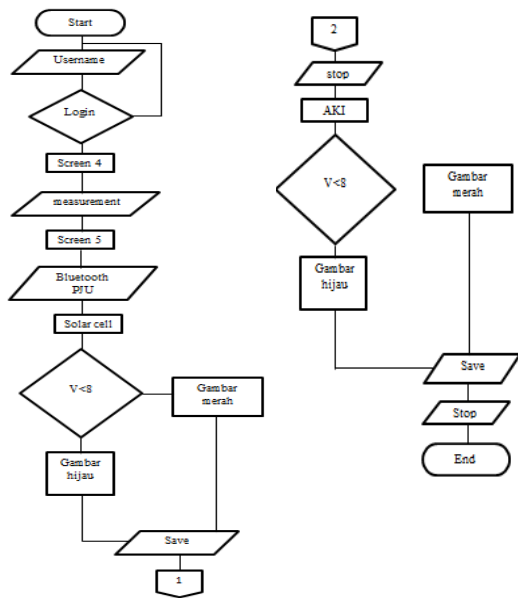 Start
Username
Login
Screen 4
measurement
Screen 5
Bluetooth
PJU
Solar cell
V<8
Gambar
merah
Gambar
hijau
Save
1
2
stop
AKI
V<8
Gambar
merah
Gambar
hijau
Save
Stop
End